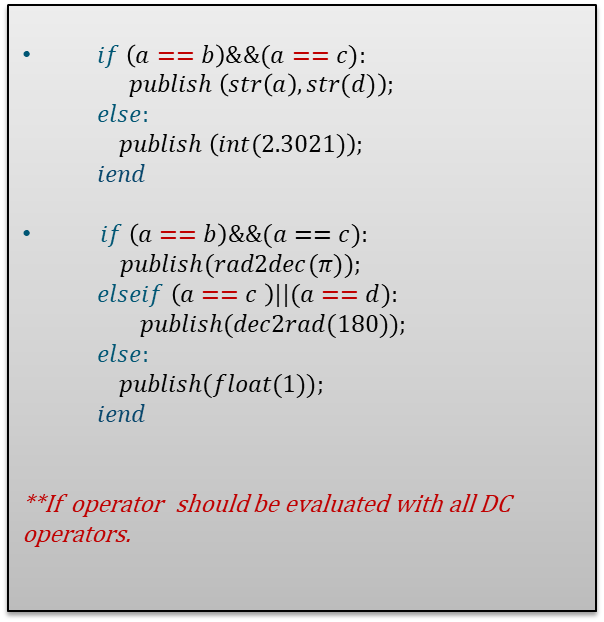 • if (a == b)&&(a == c):
publish (str(a),str(d));
else:
publish (int(2.3021));
iend
• if (a == b)&&(a == c):
publish(rad2dec(π));
elseif (a == c )||(a == d):
publish(dec2rad(180));
else:
publish(float(1));
iend
**If operator should be evaluated with all DC
operators.